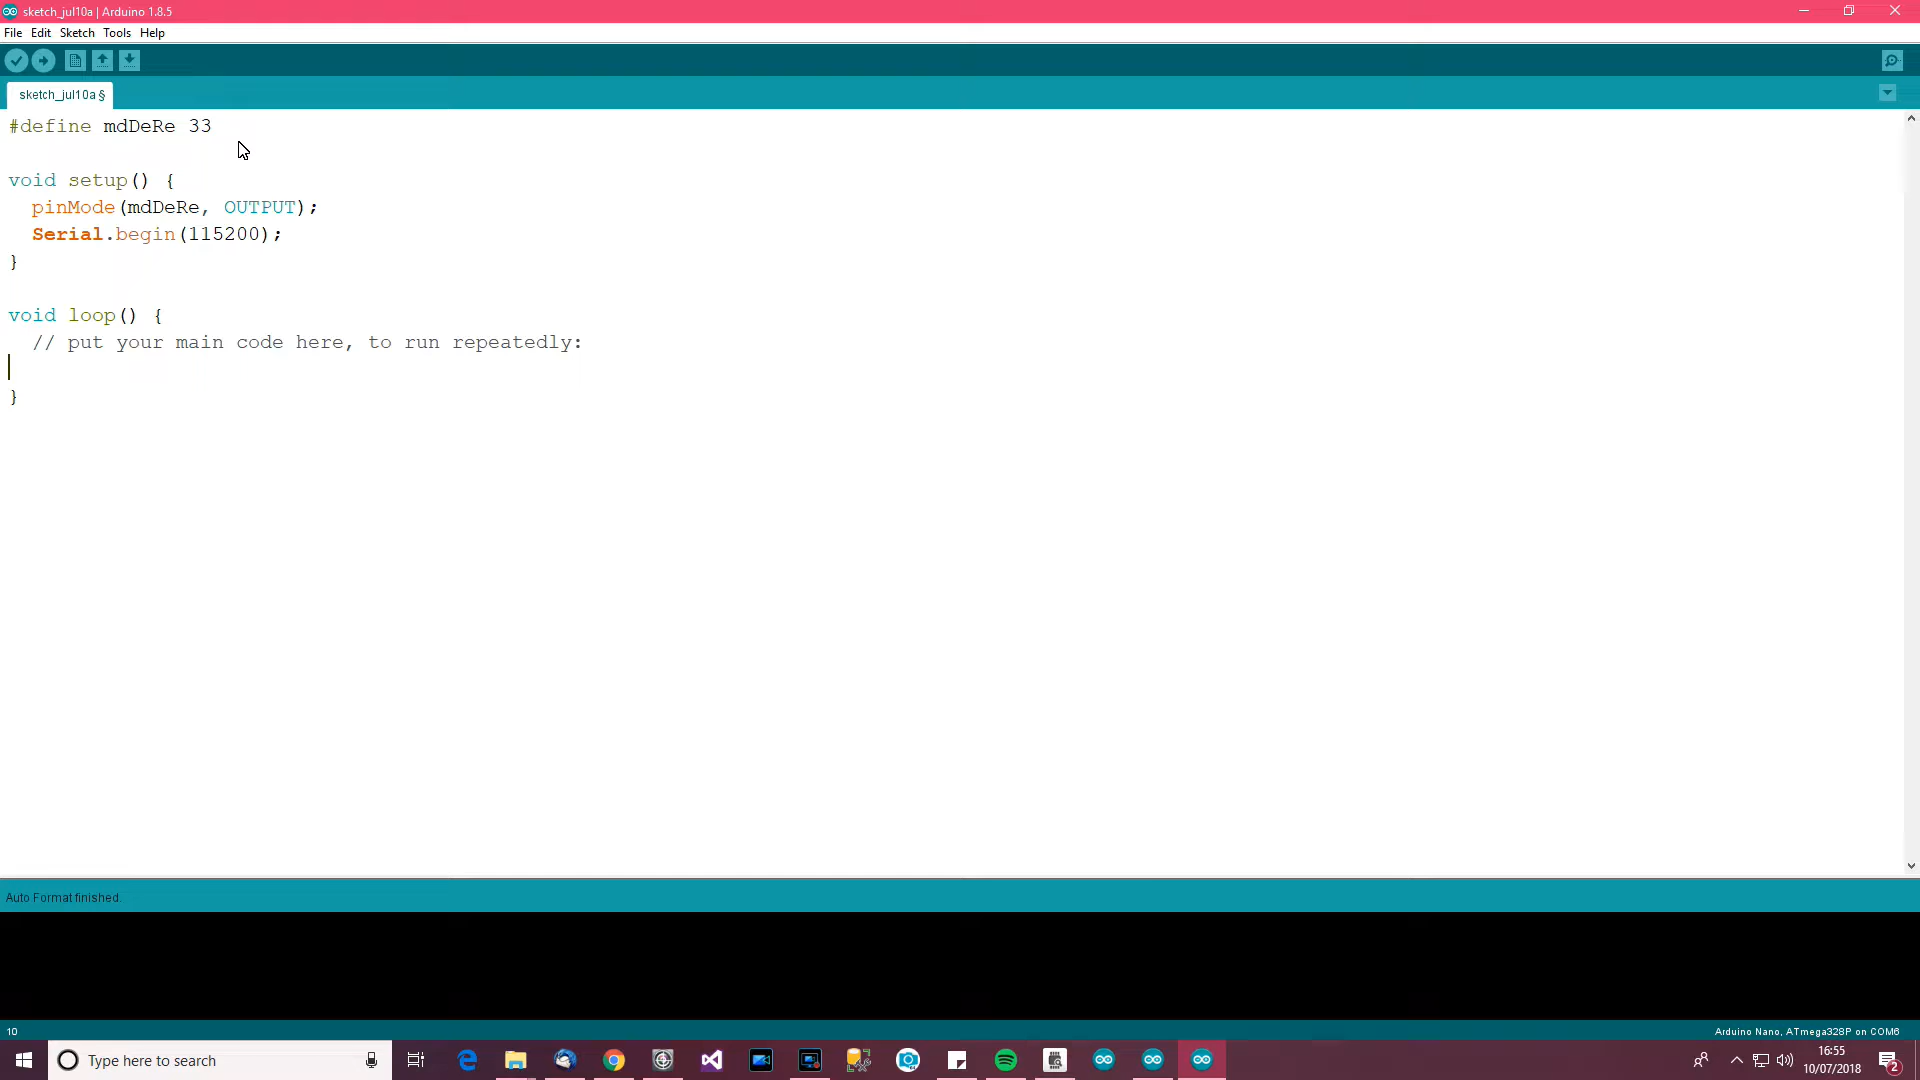 sketch_jul10a | Arduino 1.8.5
File Edit Sketch Tools Help
sketch_jul10a §
#define mdDeRe 33
void setup() {
pinMode(mdDeRe, OUTPUT);
Serial.begin(115200);
}
void loop() {
// put your main code here, to run repeatedly:
}
Auto Format finished.
10
Arduino Nano, ATmega328P on COM6
Type here to search
16:55
10/07/2018
2